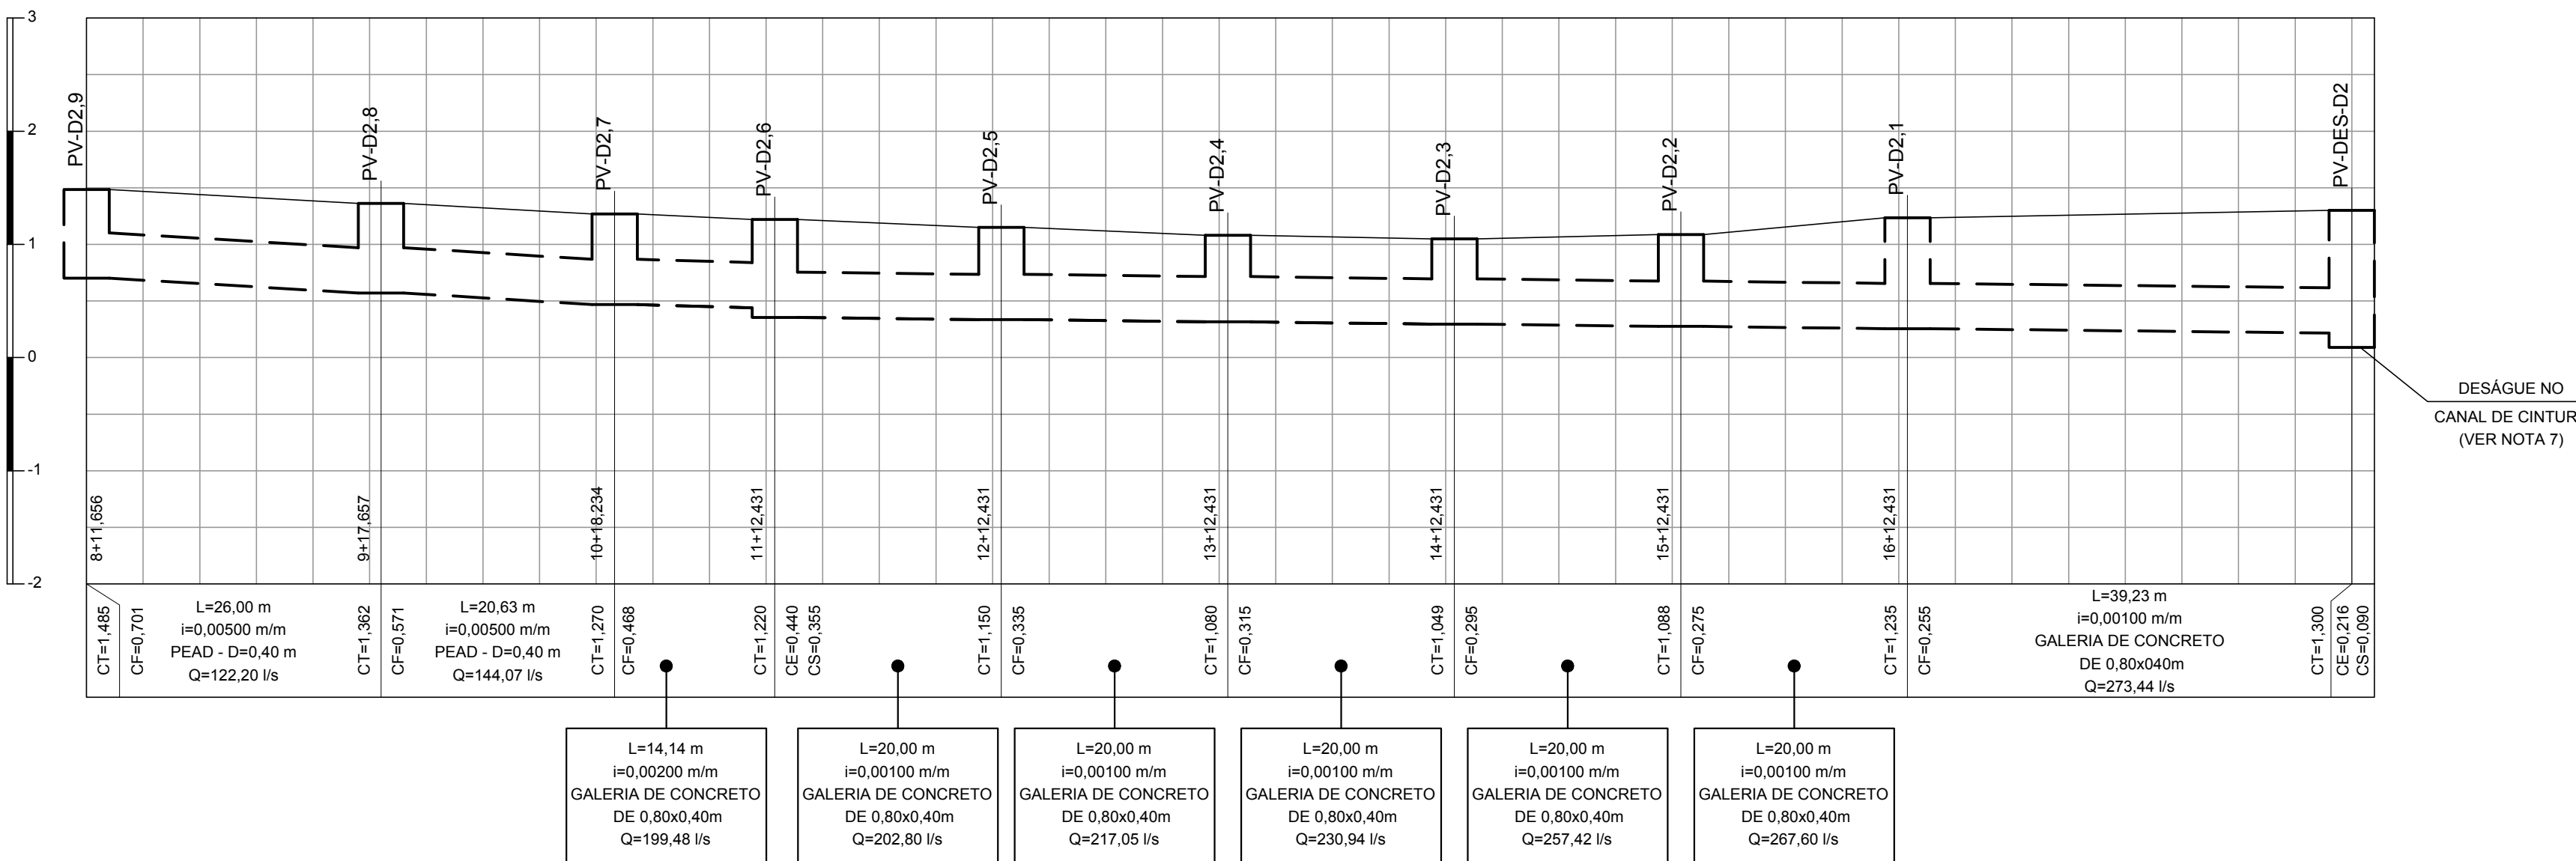 3
2
1
0
-1
-2
PV-D2,9
PV-D2,8
PV-D2,7
PV-D2,6
PV-D2,5
PV-D2,4
PV-D2,3
PV-D2,2
PV-D2,1
PV-DES-D2
DESÁGUE NO
CANAL DE CINTUR
(VER NOTA 7)
8+11,656
9+17,657
10+18,234
11+12,431
12+12,431
13+12,431
14+12,431
15+12,431
16+12,431
CT=1,485
CF=0,701
L=26,00 m
i=0,00500 m/m
PEAD - D=0,40 m
Q=122,20 l/s
CT=1,362
CF=0,571
L=20,63 m
i=0,00500 m/m
PEAD - D=0,40 m
Q=144,07 l/s
CT=1,270
CF=0,468
CT=1,220
CE=0,440
CS=0,355
CT=1,150
CF=0,335
CT=1,080
CF=0,315
CT=1,049
CF=0,295
CT=1,088
CF=0,275
CT=1,235
CF=0,255
L=39,23 m
i=0,00100 m/m
GALERIA DE CONCRETO
DE 0,80x040m
Q=273,44 l/s
CT=1,300
CE=0,216
CS=0,090
L=14,14 m
i=0,00200 m/m
GALERIA DE CONCRETO
DE 0,80x0,40m
Q=199,48 l/s
L=20,00 m
i=0,00100 m/m
GALERIA DE CONCRETO
DE 0,80x0,40m
Q=202,80 l/s
L=20,00 m
i=0,00100 m/m
GALERIA DE CONCRETO
DE 0,80x0,40m
Q=217,05 l/s
L=20,00 m
i=0,00100 m/m
GALERIA DE CONCRETO
DE 0,80x0,40m
Q=230,94 l/s
L=20,00 m
i=0,00100 m/m
GALERIA DE CONCRETO
DE 0,80x0,40m
Q=257,42 l/s
L=20,00 m
i=0,00100 m/m
GALERIA DE CONCRETO
DE 0,80x0,40m
Q=267,60 l/s